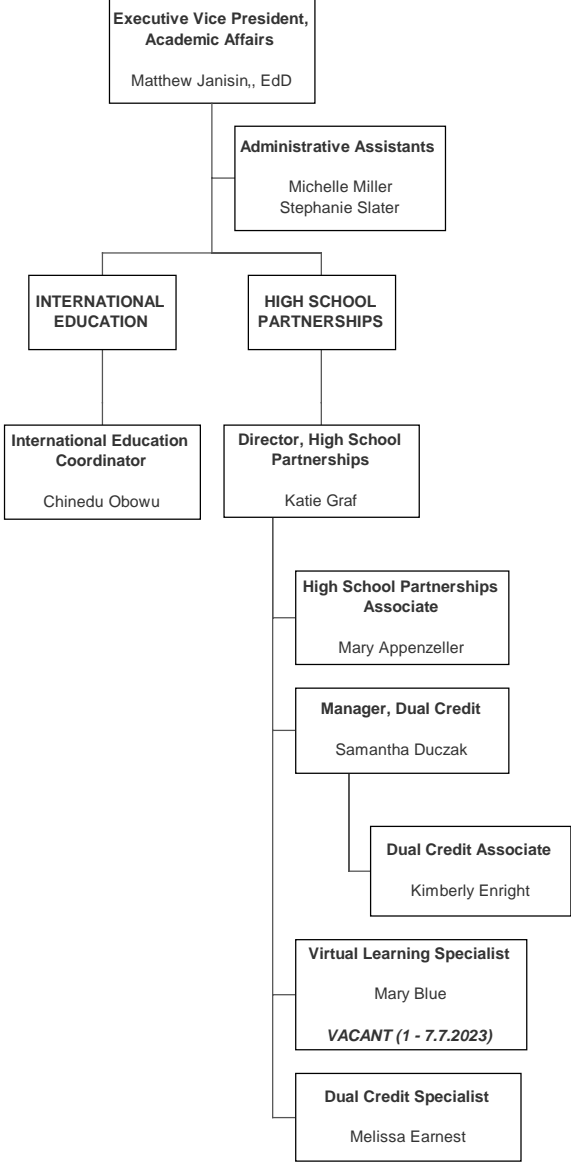 Executive Vice President,
Academic Affairs
Matthew Janisin,, EdD
Administrative Assistants
Michelle Miller
Stephanie Slater
INTERNATIONAL
EDUCATION
HIGH SCHOOL
PARTNERSHIPS
International Education
Coordinator
Chinedu Obowu
Director, High School
Partnerships
Katie Graf
High School Partnerships
Associate
Mary Appenzeller
Manager, Dual Credit
Samantha Duczak
Dual Credit Associate
Kimberly Enright
Virtual Learning Specialist
Mary Blue
VACANT (1 - 7.7.2023)
Dual Credit Specialist
Melissa Earnest